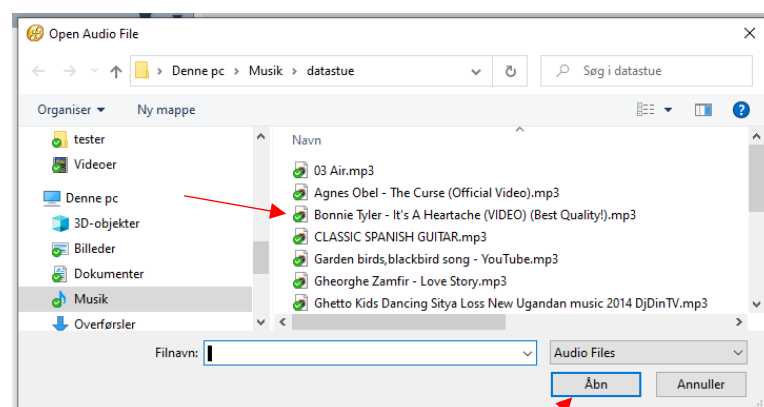 Open Audio File
Denne pc > Musik > datastue
Søg i datastue
Organiser
Ny mappe
tester
Videoer
Denne pc
3D-objekter
Billeder
Dokumenter
Musik
Overførsler
Navn
03 Air.mp3
Agnes Obel - The Curse (Official Video).mp3
Bonnie Tyler - It's A Heartache (VIDEO) (Best Quality!).mp3
CLASSIC SPANISH GUITAR.mp3
Garden birds,blackbird song - YouTube.mp3
Gheorghe Zamfir - Love Story.mp3
Ghetto Kids Dancing Sitya Loss New Ugandan music 2014 DjDinTV.mp3
Filnavn:
Audio Files
Åbn
Annuller